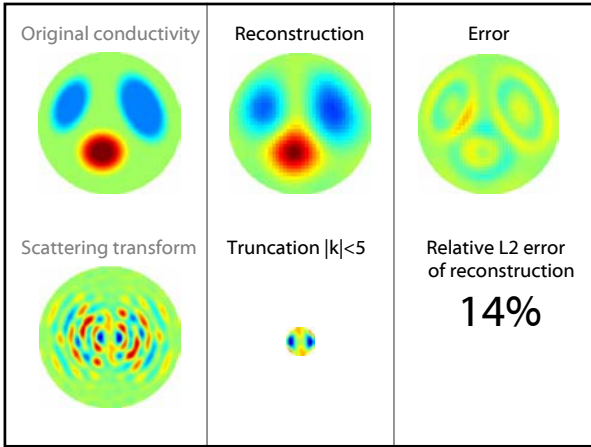 Original conductivity
Reconstruction
Error
Scattering transform
Truncation |k|<5
Relative L2 error
of reconstruction
14%